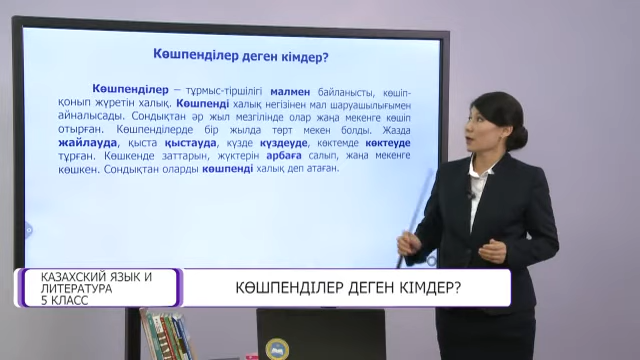 Көшпенділер деген кімдер?
Көшпенділер – тұрмыс-тіршілігі малмен байланысты, көшіп-
қонып жүретін халық. Көшпенді халық негізінен мал шаруашылығымен
айналысады. Сондықтан әр жыл мезгілінде олар жаңа мекенге көшіп
отырған. Көшпенділерде бір жылда төрт мекен болды. Жазда
жайлауда, қыста қыстауда, күзде күздеуде, көктемде көктеуде
тұрған. Көшкенде заттарын, жүктерін арбаға салып, жаңа мекенге
көшкен. Сондықтан оларды көшпенді халық деп атаған.
КАЗАХСКИЙ ЯЗЫК И
ЛИТЕРАТУРА
5 КЛАСС
КӨШПЕНДІЛЕР ДЕГЕН КІМДЕР?